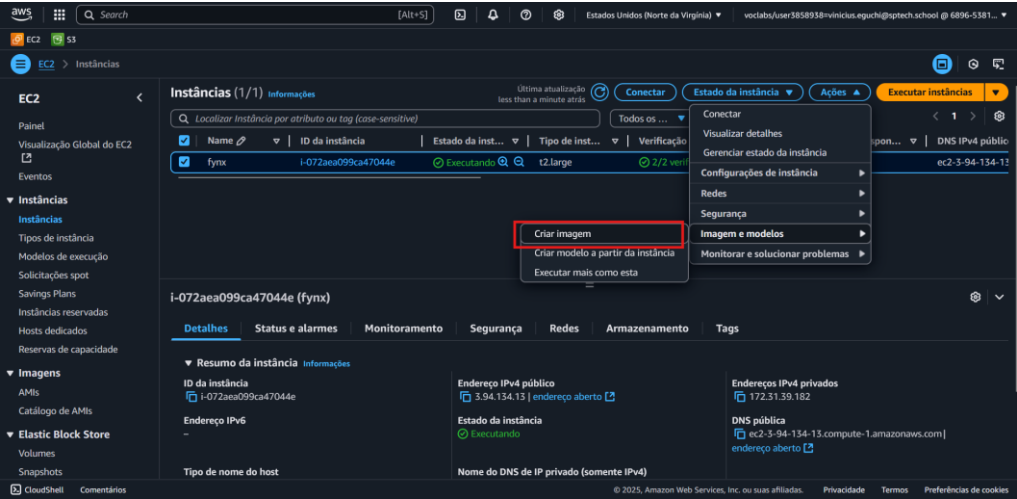 aws
Search
[Alt+S]
Estados Unidos (Norte da Virgínia)
voclabs/user3858938=vinicius.eguchi@sptech.school @ 6896-5381...
EC2
S3
EC2 > Instâncias
EC2
Painel
Visualização Global do EC2
Eventos
Instâncias
Instâncias
Tipos de instância
Modelos de execução
Solicitações spot
Savings Plans
Instâncias reservadas
Hosts dedicados
Reservas de capacidade
Imagens
AMIs
Catálogo de AMIs
Elastic Block Store
Volumes
Snapshots
Instâncias (1/1) Informações
Última atualização
less than a minute atrás
Conectar
Estado da instância
Ações
Executar instâncias
Localizar Instância por atributo ou tag (case-sensitive)
Todos os ...
1
Name
ID da instância
Estado da inst...
Tipo de inst...
Verificação
spon...
DNS IPv4 públic
fynx
i-072aea099ca47044e
Executando
t2.large
2/2 verif
ec2-3-94-134-13
Conectar
Visualizar detalhes
Gerenciar estado da instância
Configurações de instância
Redes
Segurança
Imagem e modelos
Monitorar e solucionar problemas
Criar imagem
Criar modelo a partir da instância
Executar mais como esta
i-072aea099ca47044e (fynx)
Detalhes
Status e alarmes
Monitoramento
Segurança
Redes
Armazenamento
Tags
Resumo da instância Informações
ID da instância
i-072aea099ca47044e
Endereço IPv4 público
3.94.134.13 | endereço aberto
Endereços IPv4 privados
172.31.39.182
Endereço IPv6
–
Estado da instância
Executando
DNS pública
ec2-3-94-134-13.compute-1.amazonaws.com |
endereço aberto
Tipo de nome do host
Nome do DNS de IP privado (somente IPv4)
CloudShell
Comentários
© 2025, Amazon Web Services, Inc. ou suas afiliadas.
Privacidade
Termos
Preferências de cookies